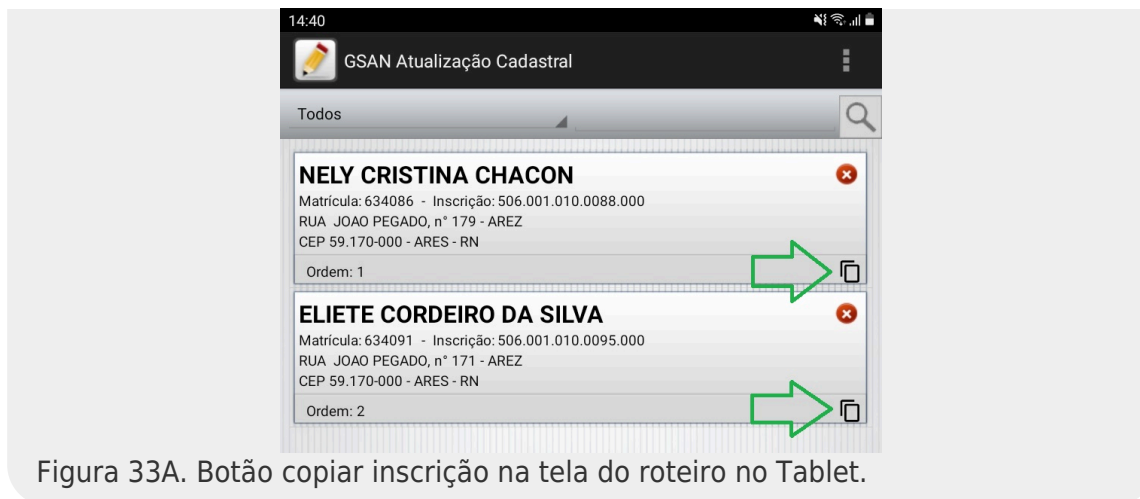 14:40
GSAN Atualização Cadastral
Todos
NELY CRISTINA CHACON
Matrícula: 634086 - Inscrição: 506.001.010.0088.000
RUA JOAO PEGADO, n° 179 - AREZ
CEP 59.170-000 - ARES - RN
Ordem: 1
ELIETE CORDEIRO DA SILVA
Matrícula: 634091 - Inscrição: 506.001.010.0095.000
RUA JOAO PEGADO, n° 171 - AREZ
CEP 59.170-000 - ARES - RN
Ordem: 2
Figura 33A. Botão copiar inscrição na tela do roteiro no Tablet.